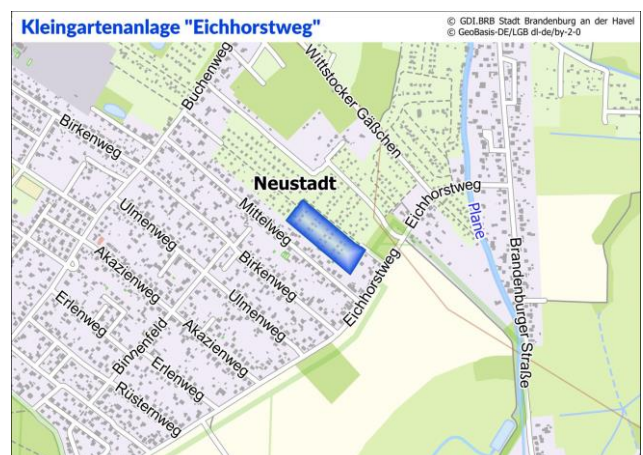 Kleingartenanlage "Eichhorstweg"
© GDI.BRB Stadt Brandenburg an der Havel
© GeoBasis-DE/LGB dl-de/by-2-0
Buchenweg
Wittstocker Gäßchen
Birkenweg
Neustadt
Eichhorstweg
Mittelweg
Ulmenweg
Plane
Akazienweg
Birkenweg
Brandenburger Straße
Eichhorstweg
Erlenweg
Ulmenweg
Binnenfeld
Akazienweg
Erlenweg
Rüsternweg